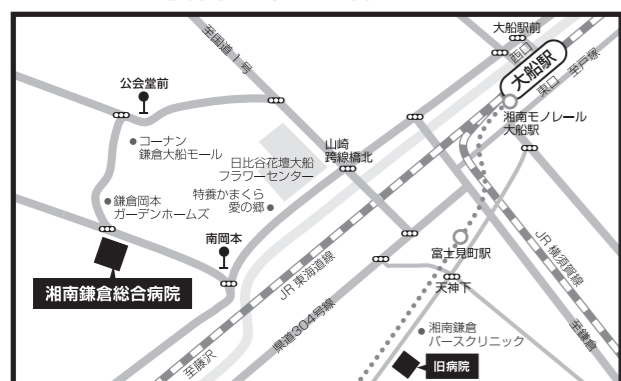 大船駅前
至国道1号
西口
大船駅
東口
至戸塚
公会堂前
湘南モノレール
大船駅
コーナン
鎌倉大船モール
山崎
跨線橋北
日比谷花壇大船
フラワーセンター
特養かまくら
愛の郷
鎌倉岡本
ガーデンホームズ
南岡本
富士見町駅
JR横須賀線
湘南鎌倉総合病院
JR東海道線
天神下
県道304号線
至鎌倉
湘南鎌倉
バースクリニック
至藤沢
旧病院